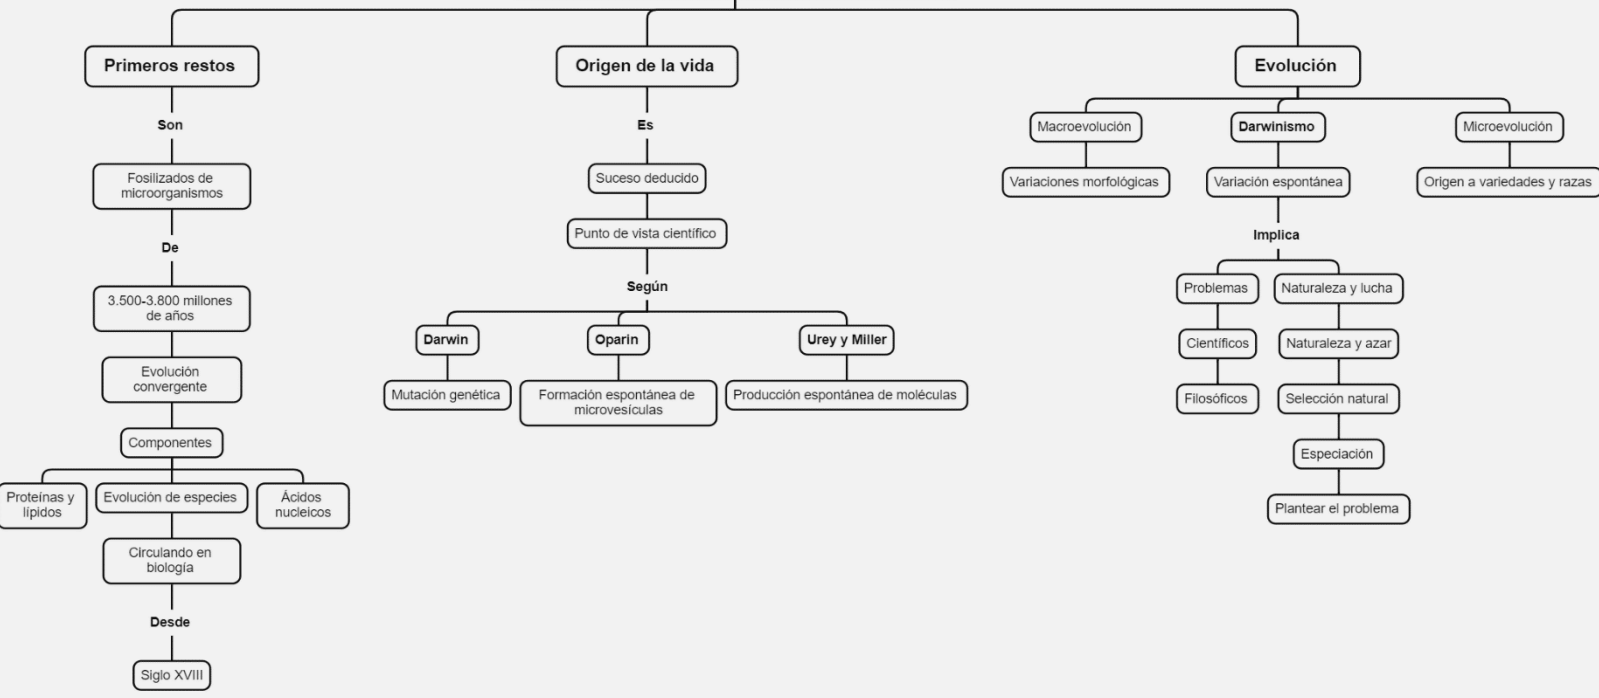 Primeros restos
Son
Fosilizados de
microorganismos
De
3.500-3.800 millones
de años
Evolución
convergente
Componentes
Proteínas y
lípidos
Evolución de especies
Ácidos
nucleicos
Circulando en
biología
Desde
Siglo XVIII
Origen de la vida
Es
Suceso deducido
Punto de vista científico
Según
Darwin
Mutación genética
Oparin
Formación espontánea de
microvesículas
Urey y Miller
Producción espontánea de moléculas
Evolución
Macroevolución
Variaciones morfológicas
Darwinismo
Variación espontánea
Implica
Problemas
Científicos
Filosóficos
Naturaleza y lucha
Naturaleza y azar
Selección natural
Especiación
Plantear el problema
Microevolución
Origen a variedades y razas